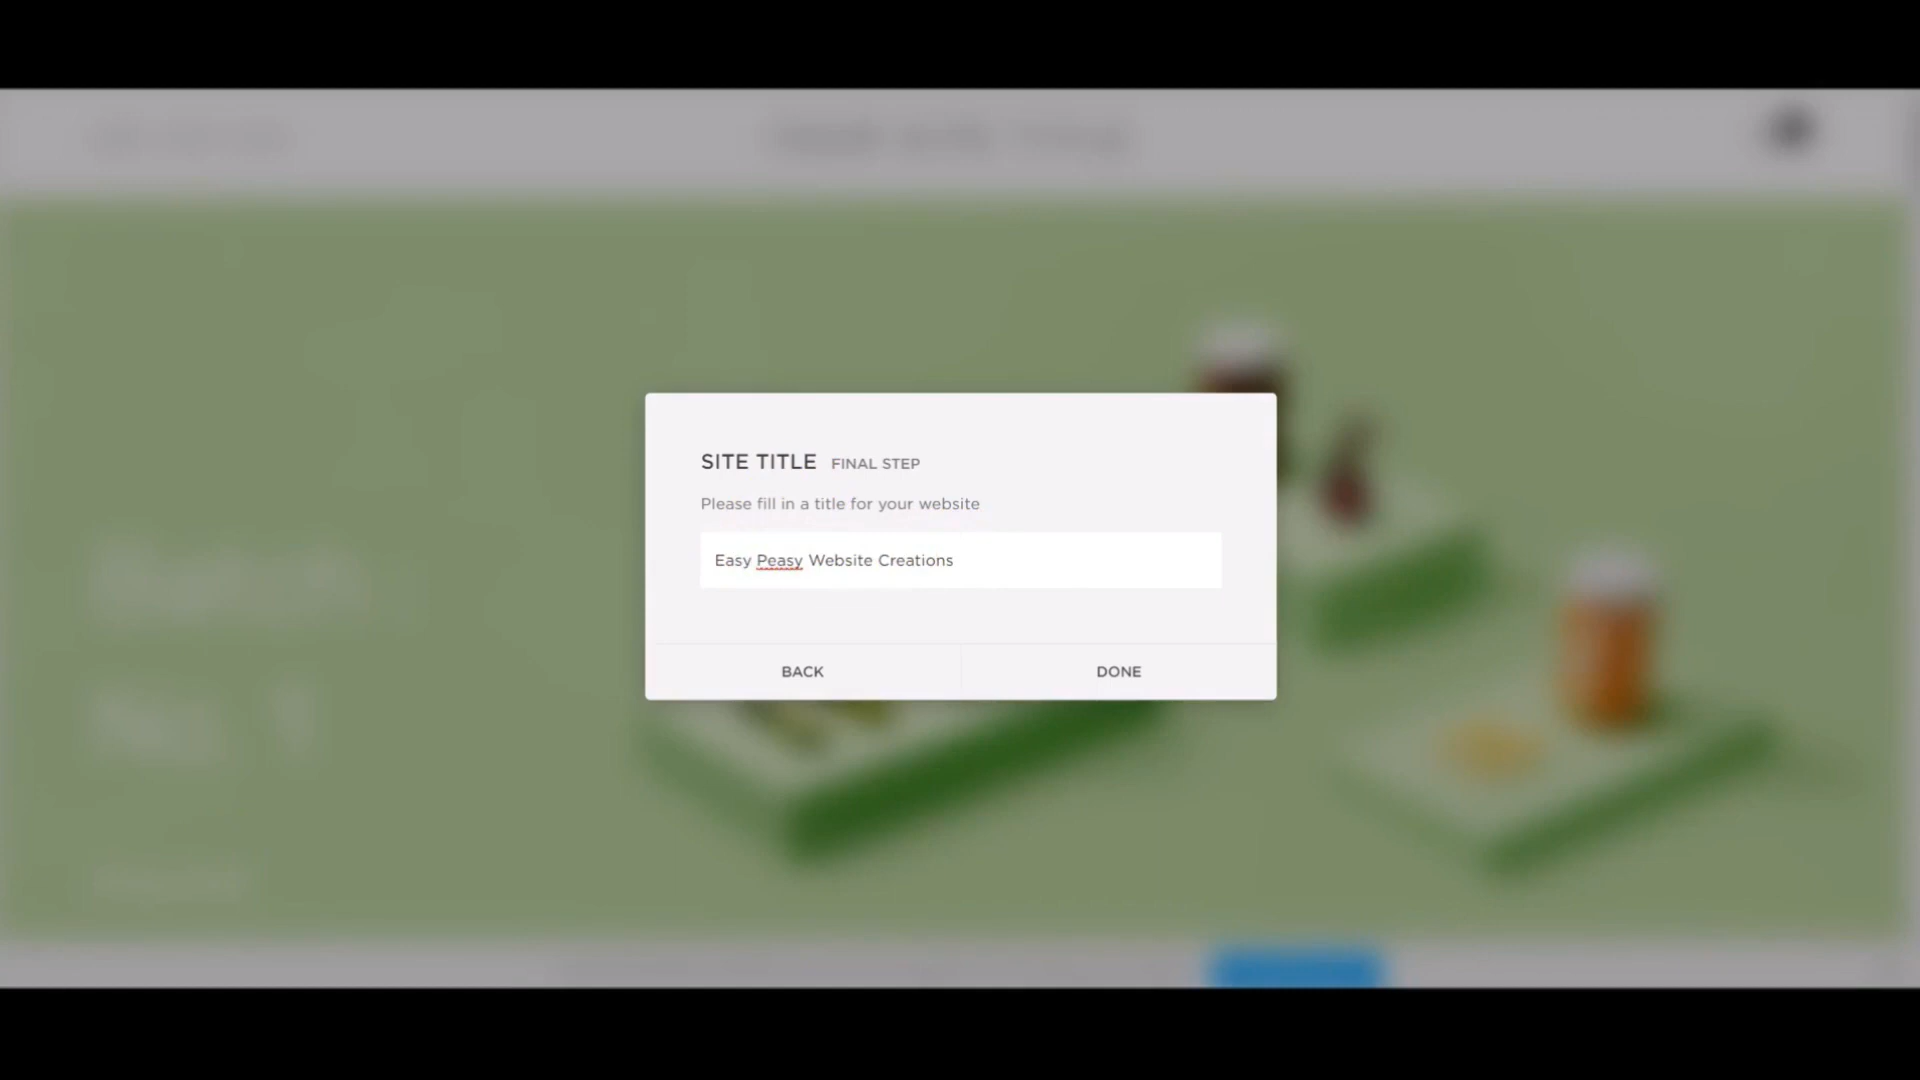 SITE TITLE FINAL STEP
Please fill in a title for your website
Easy Peasy Website Creations
BACK DONE